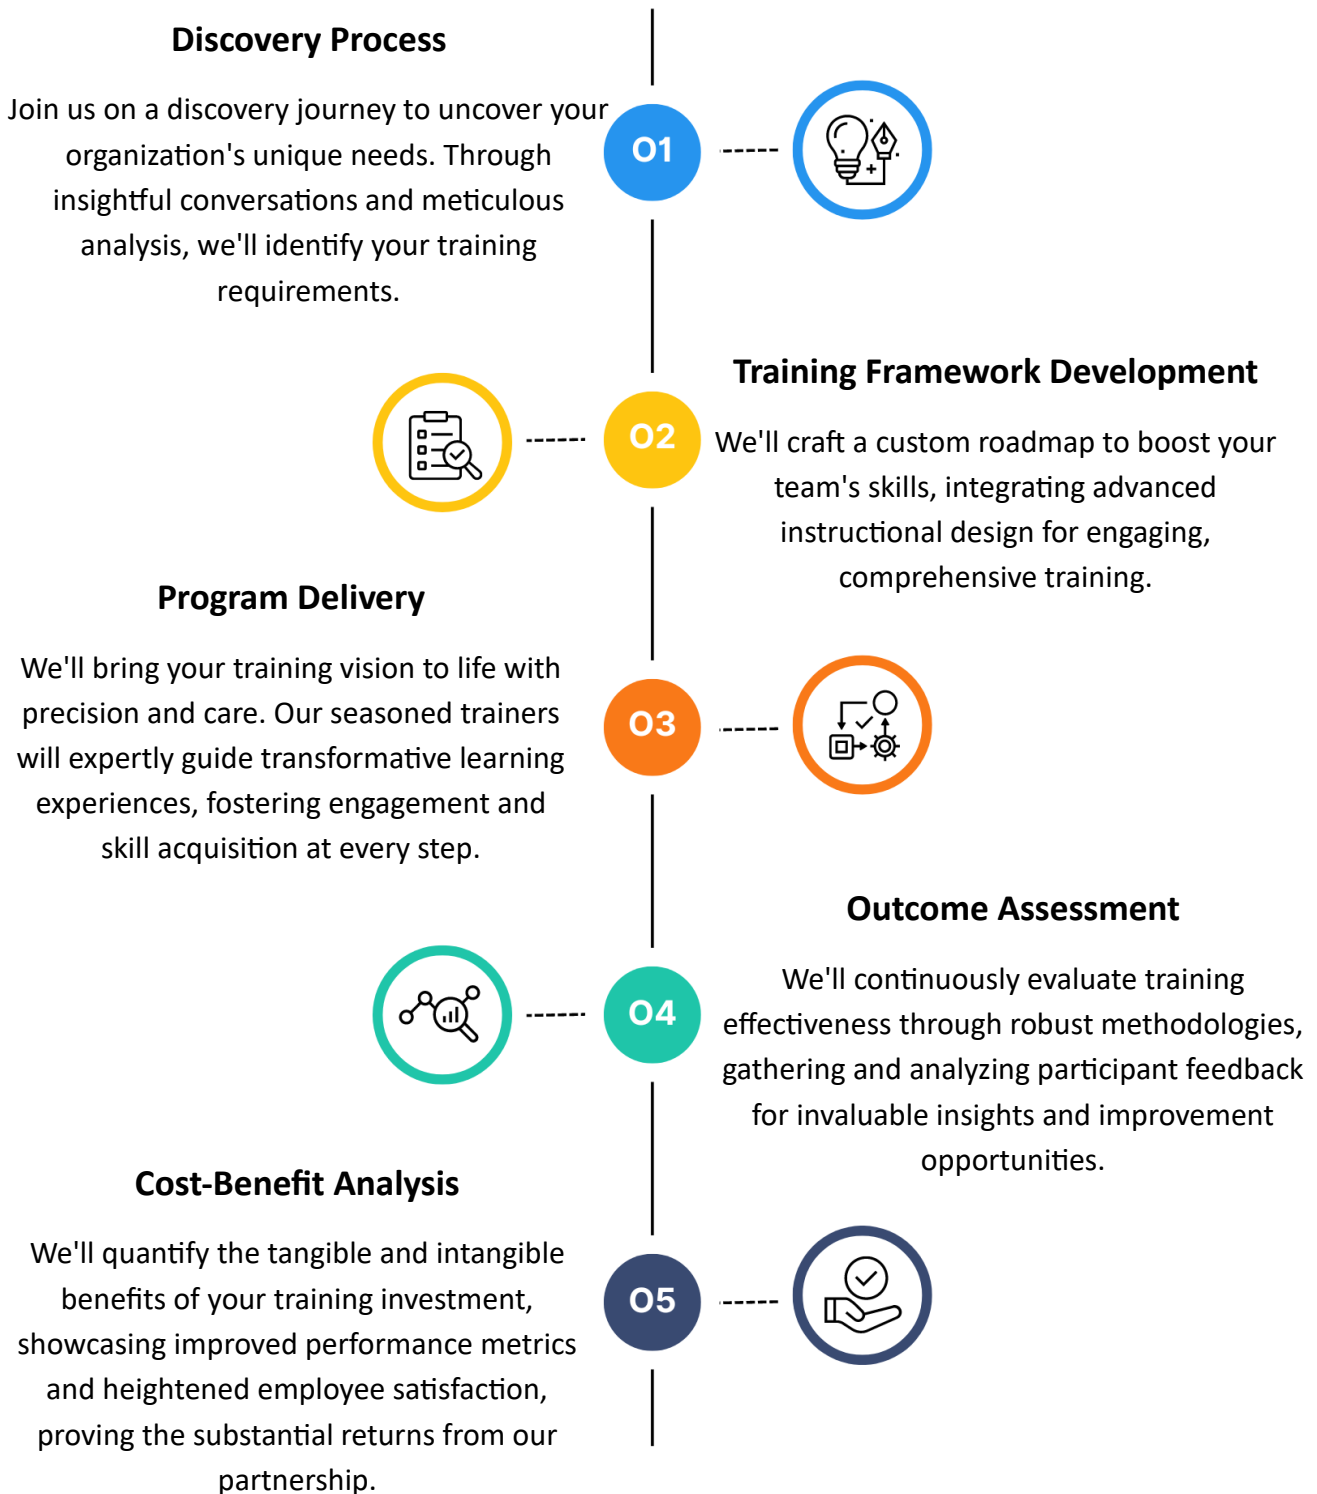 Discovery Process
Join us on a discovery journey to uncover your
organization's unique needs. Through
insightful conversations and meticulous
analysis, we'll identify your training
requirements.
01
Training Framework Development
02
We'll craft a custom roadmap to boost your
team's skills, integrating advanced
instructional design for engaging,
comprehensive training.
Program Delivery
We'll bring your training vision to life with
precision and care. Our seasoned trainers
will expertly guide transformative learning
experiences, fostering engagement and
skill acquisition at every step.
03
Outcome Assessment
04
We'll continuously evaluate training
effectiveness through robust methodologies,
gathering and analyzing participant feedback
for invaluable insights and improvement
opportunities.
Cost-Benefit Analysis
We'll quantify the tangible and intangible
benefits of your training investment,
showcasing improved performance metrics
and heightened employee satisfaction,
proving the substantial returns from our
partnership.
05